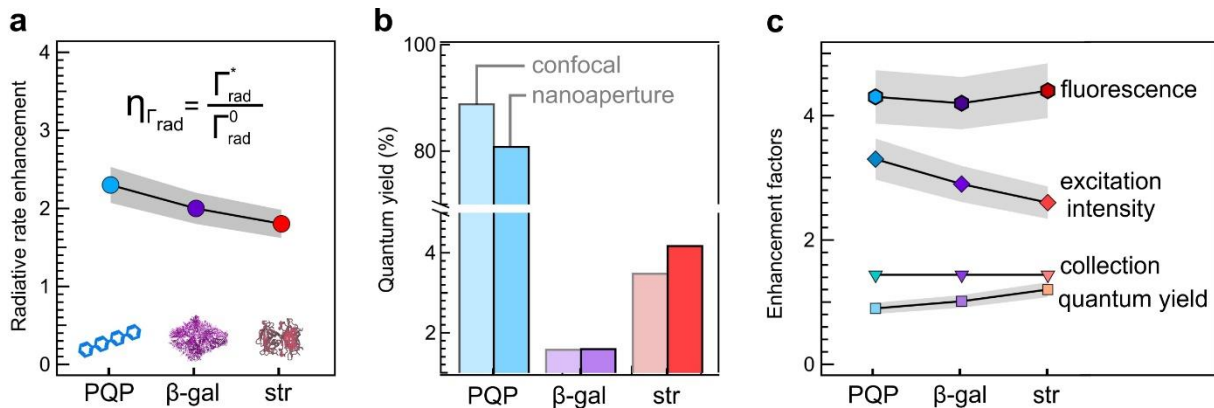 a
Radiative rate enhancement
4
3
2
1
0
η_Γrad = Γ*rad / Γ0rad
PQP
β-gal
str
b
Quantum yield (%)
100
80
4
2
confocal
nanoaperture
PQP
β-gal
str
c
Enhancement factors
4
2
0
fluorescence
excitation
intensity
collection
quantum yield
PQP
β-gal
str